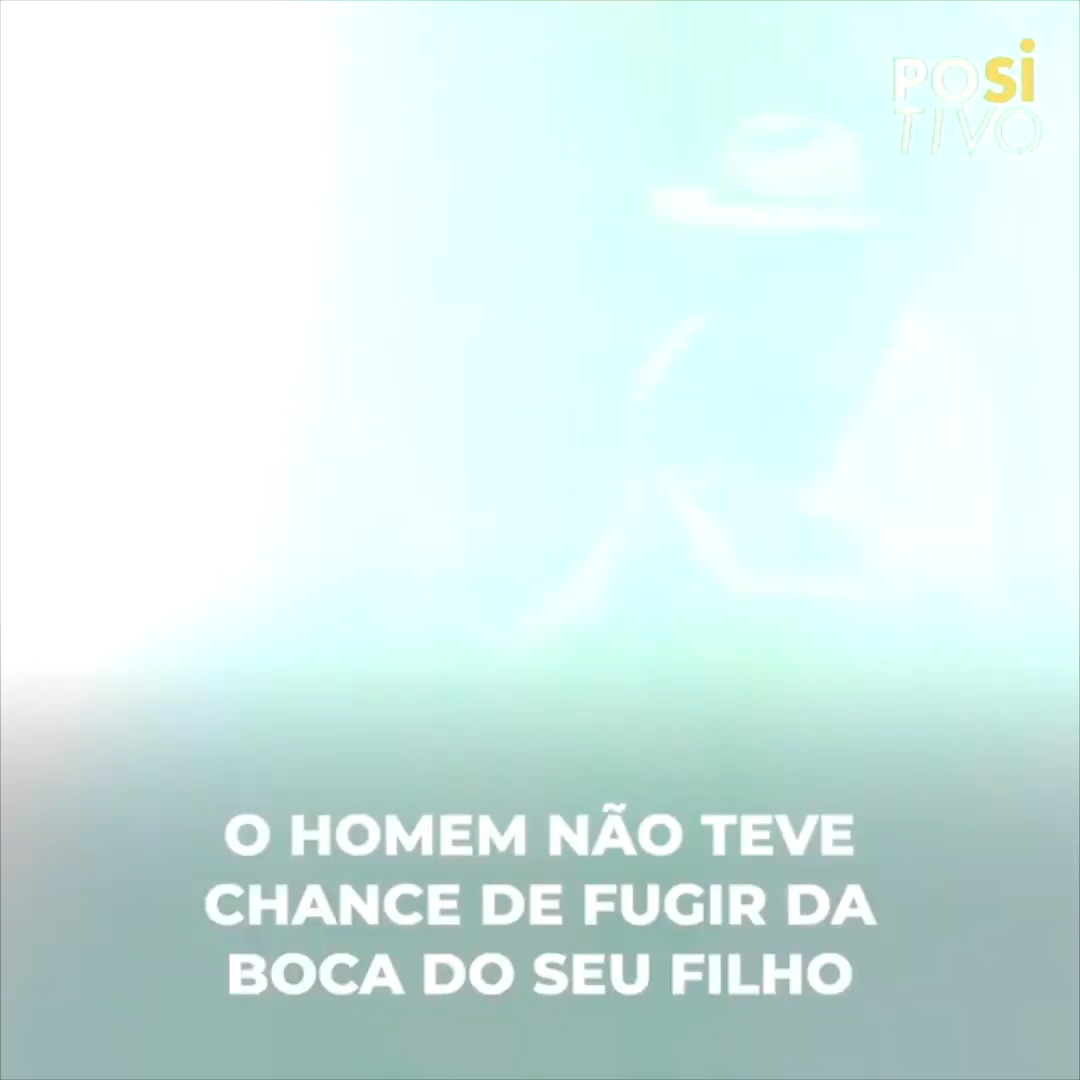 POSI
TIVO
O HOMEM NÃO TEVE
CHANCE DE FUGIR DA
BOCA DO SEU FILHO